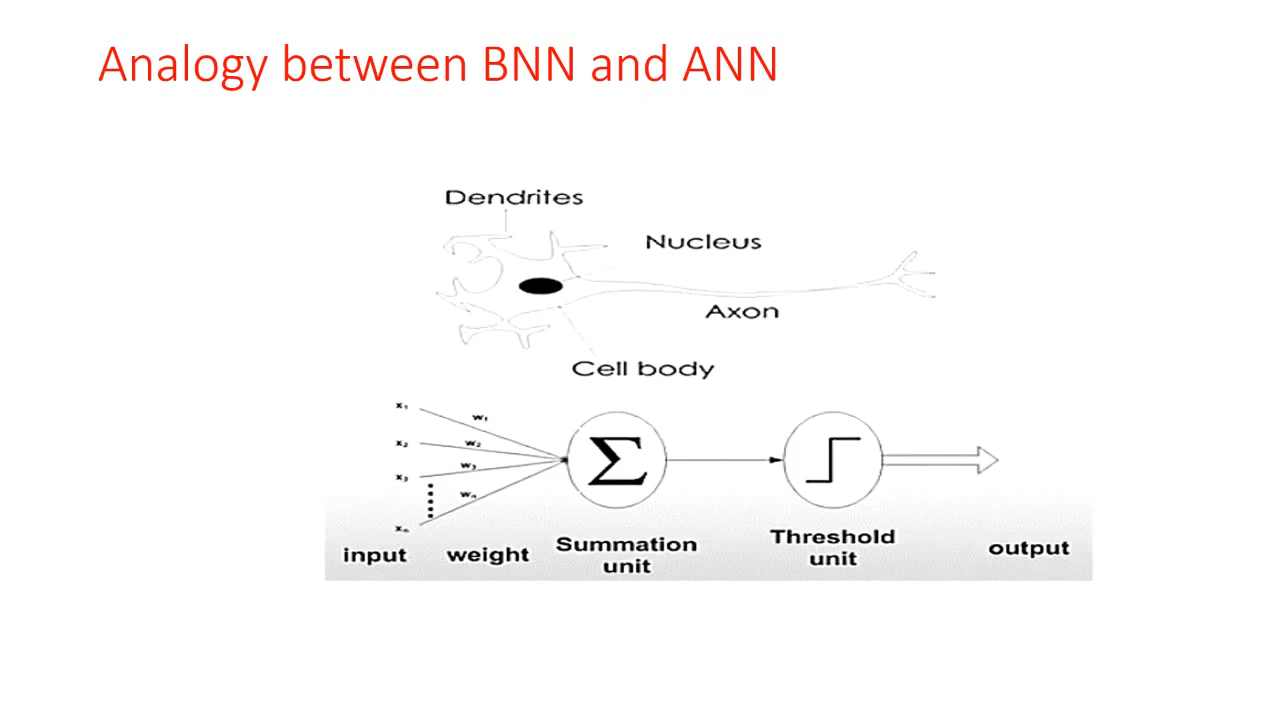 Analogy between BNN and ANN
Dendrites
Nucleus
Axon
Cell body
x₁
w₁
x₂
w₂
x₃
w₃
wₙ
xₙ
Σ
input
weight
Summation
unit
Threshold
unit
output